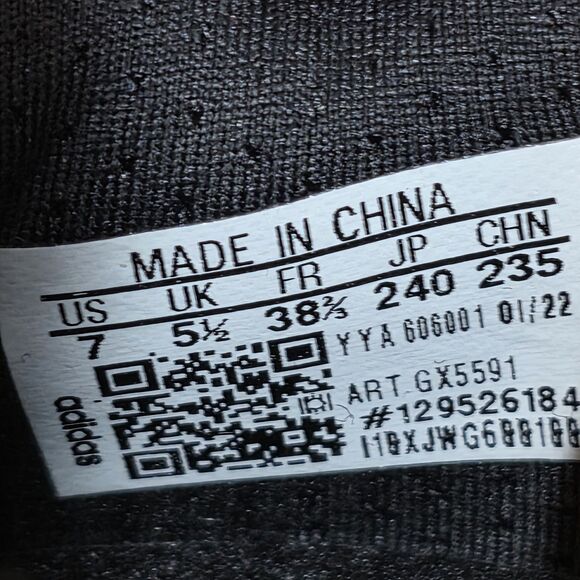 MADE IN CHINA
US UK FR JP CHN
7 5½ 38⅔ 240 235
YYA 606001 01/22
ART GX5591
#129526184
adidas